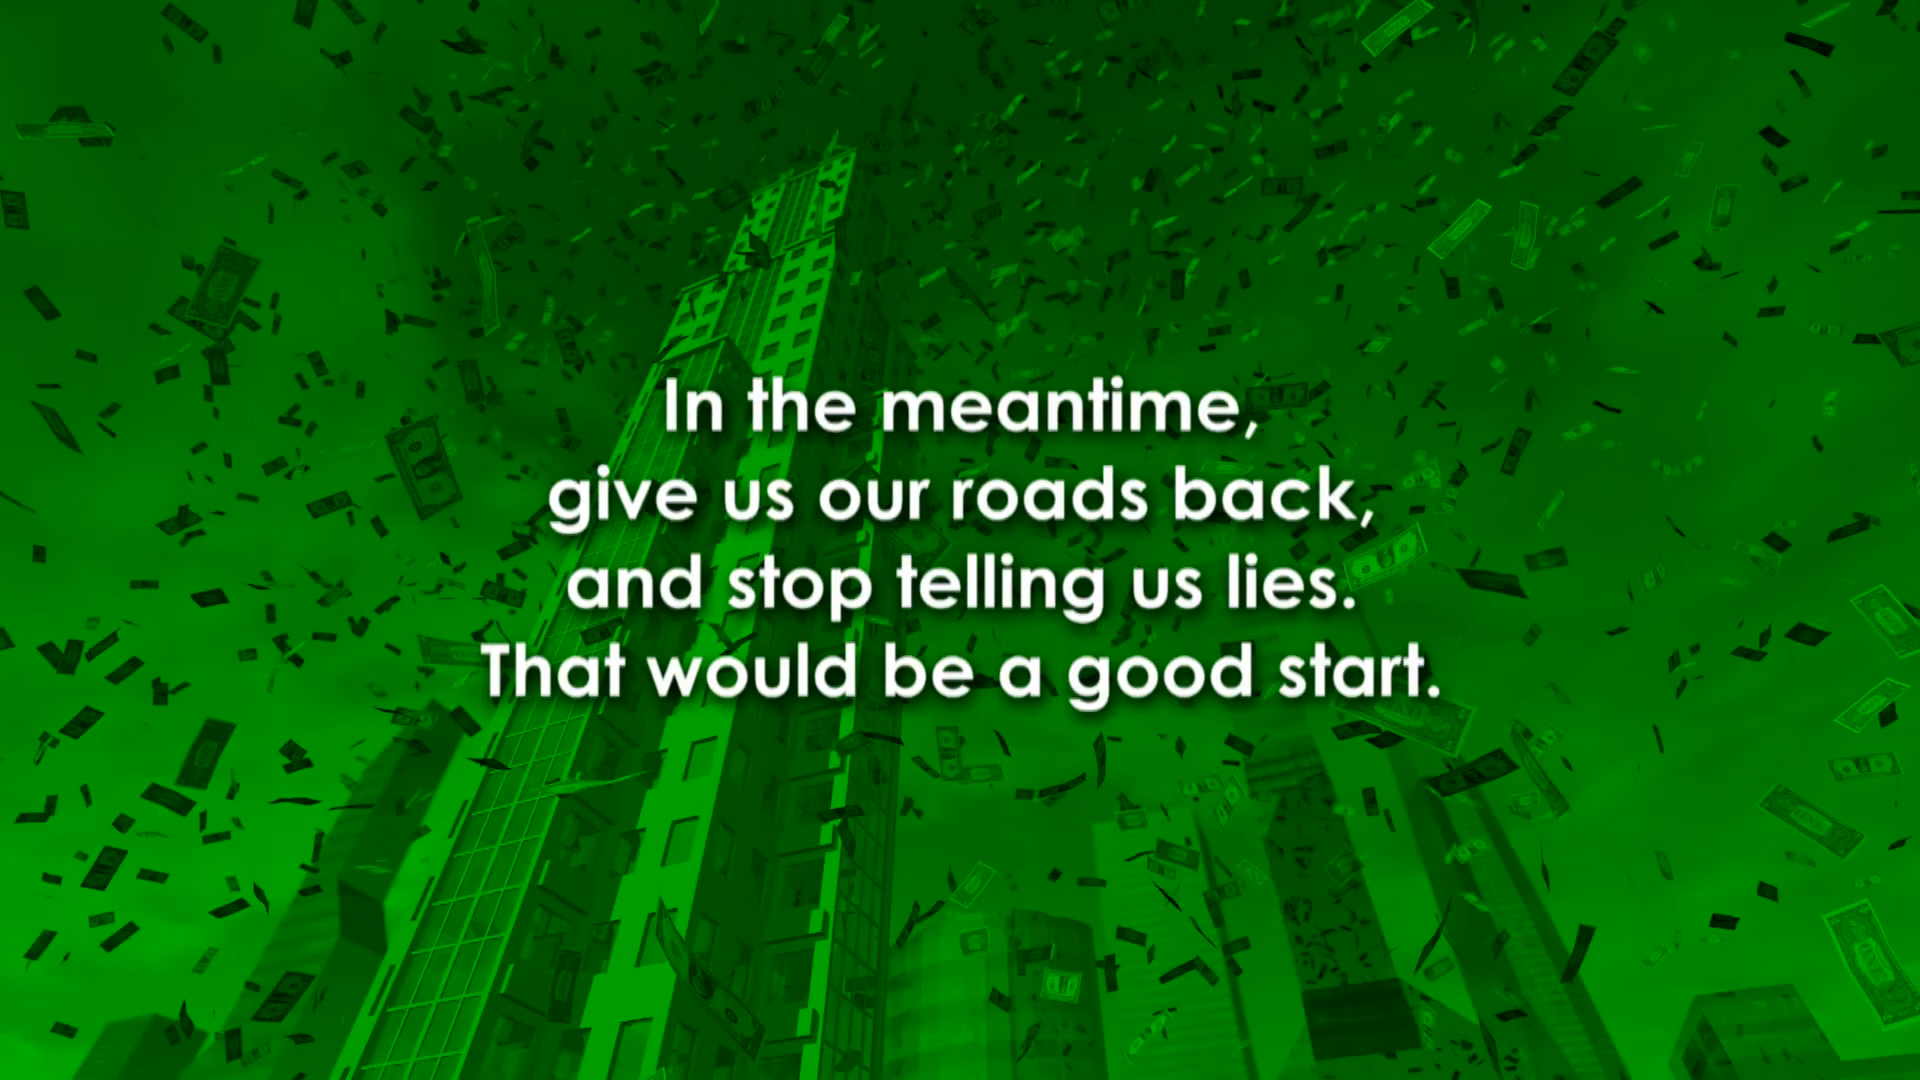 In the meantime,
give us our roads back,
and stop telling us lies.
That would be a good start.